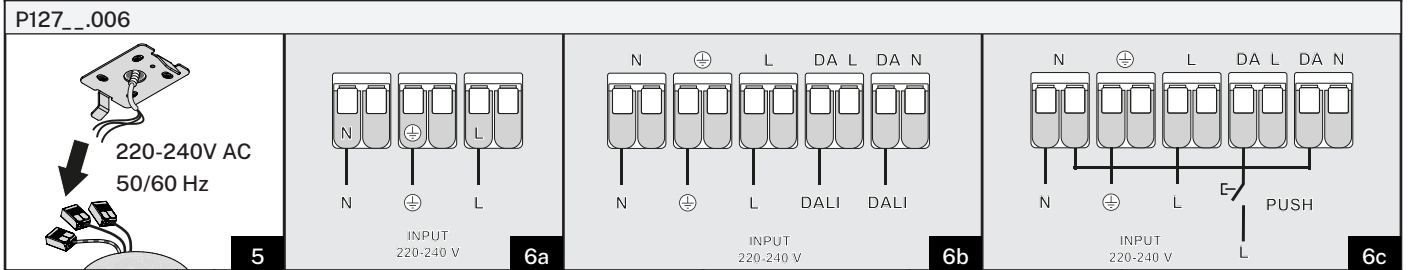 P127__.006
220-240V AC
50/60 Hz
5
N L
N L
INPUT
220-240 V
6a
N L DA L DA N
N L DALI DALI
INPUT
220-240 V
6b
N L DA L DA N
N L PUSH
L
INPUT
220-240 V
6c